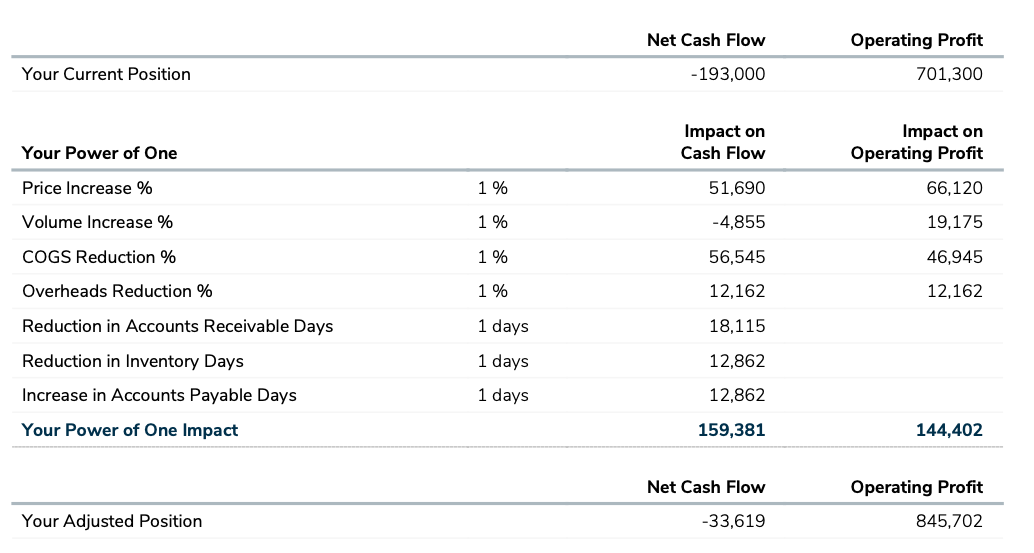 Net Cash Flow Operating Profit
Your Current Position -193,000 701,300
Impact on Impact on
Your Power of One Cash Flow Operating Profit
Price Increase % 1 % 51,690 66,120
Volume Increase % 1 % -4,855 19,175
COGS Reduction % 1 % 56,545 46,945
Overheads Reduction % 1 % 12,162 12,162
Reduction in Accounts Receivable Days 1 days 18,115
Reduction in Inventory Days 1 days 12,862
Increase in Accounts Payable Days 1 days 12,862
Your Power of One Impact 159,381 144,402
Net Cash Flow Operating Profit
Your Adjusted Position -33,619 845,702